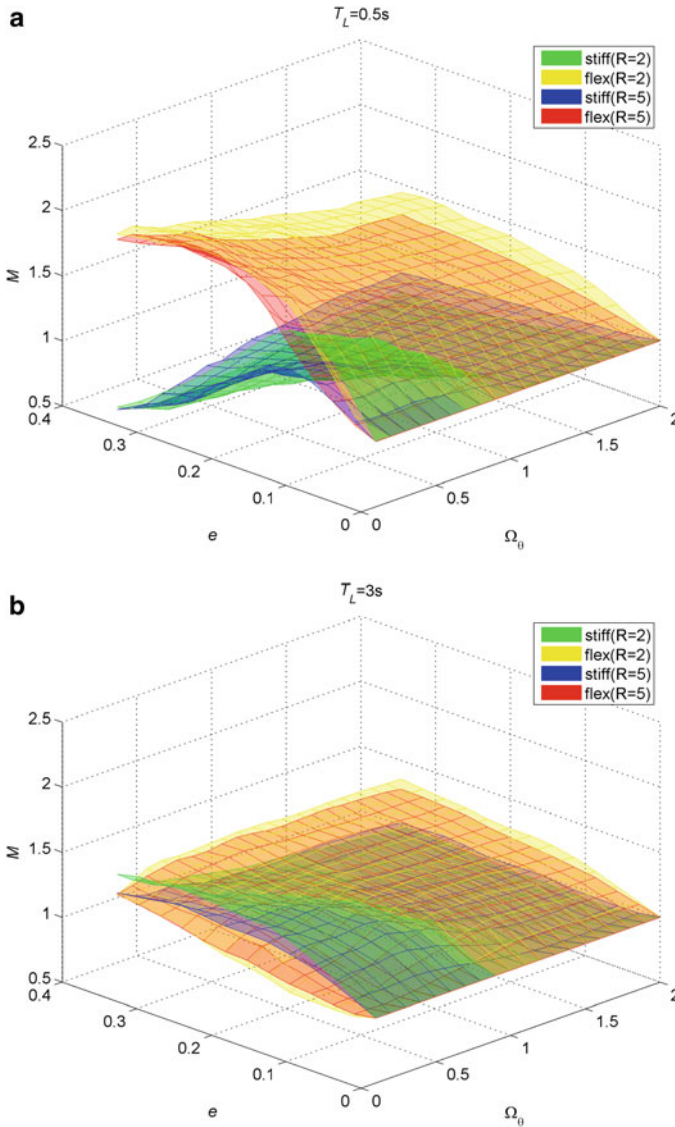 a
T_L=0.5s
stiff(R=2)
flex(R=2)
stiff(R=5)
flex(R=5)
2.5
2
1.5
1
0.5
M
0.4
0.3
0.2
0.1
0
e
0
0.5
1
1.5
2
Ω_θ
b
T_L=3s
stiff(R=2)
flex(R=2)
stiff(R=5)
flex(R=5)
2.5
2
1.5
1
0.5
M
0.4
0.3
0.2
0.1
0
e
0
0.5
1
1.5
2
Ω_θ